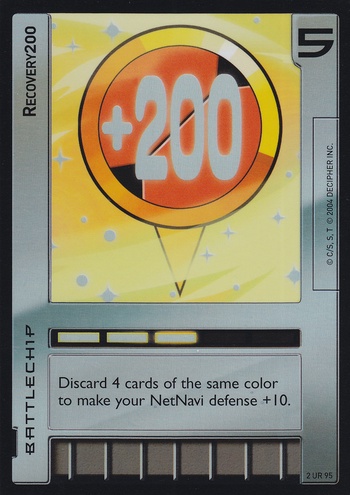 RECOVERY200
5
+200
© C/S, S, T © 2004 DECIPHER INC.
BATTLECHIP
Discard 4 cards of the same color
to make your NetNavi defense +10.
2 UR 95